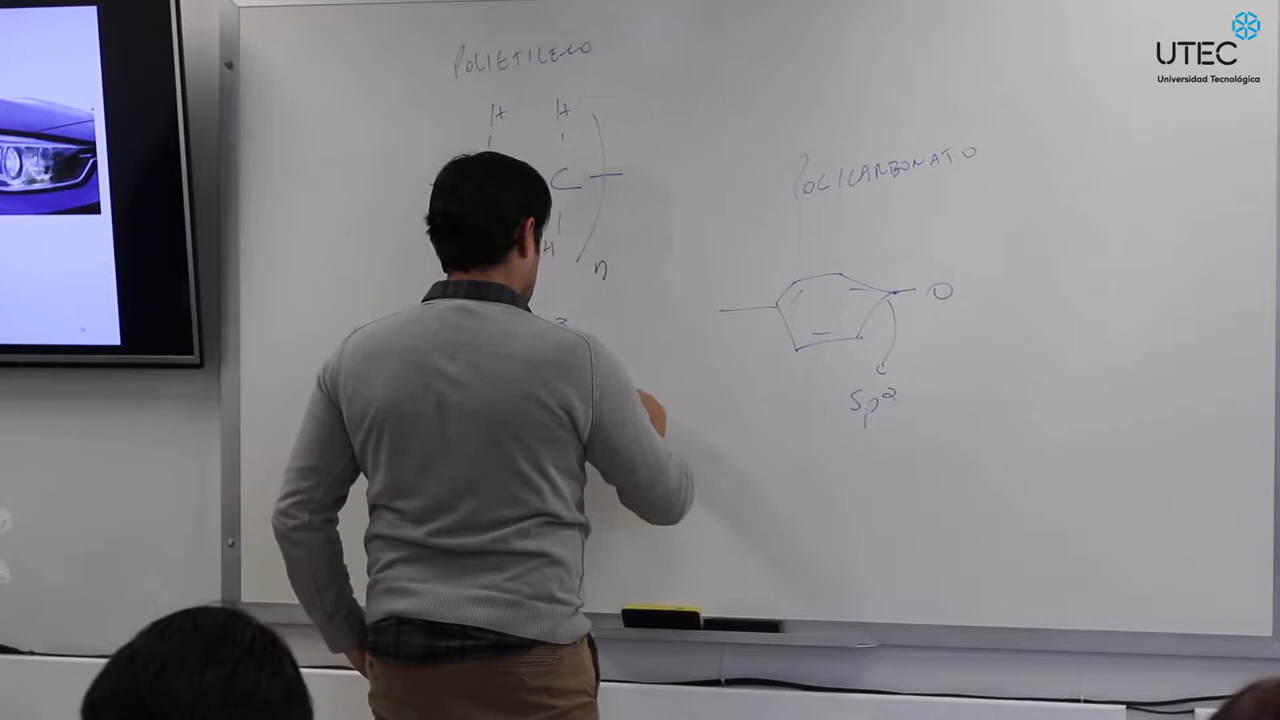 UTEC
Universidad Tecnológica
POLIETILENO
H H
C
H
n
POLICARBONATO
O
Sp²